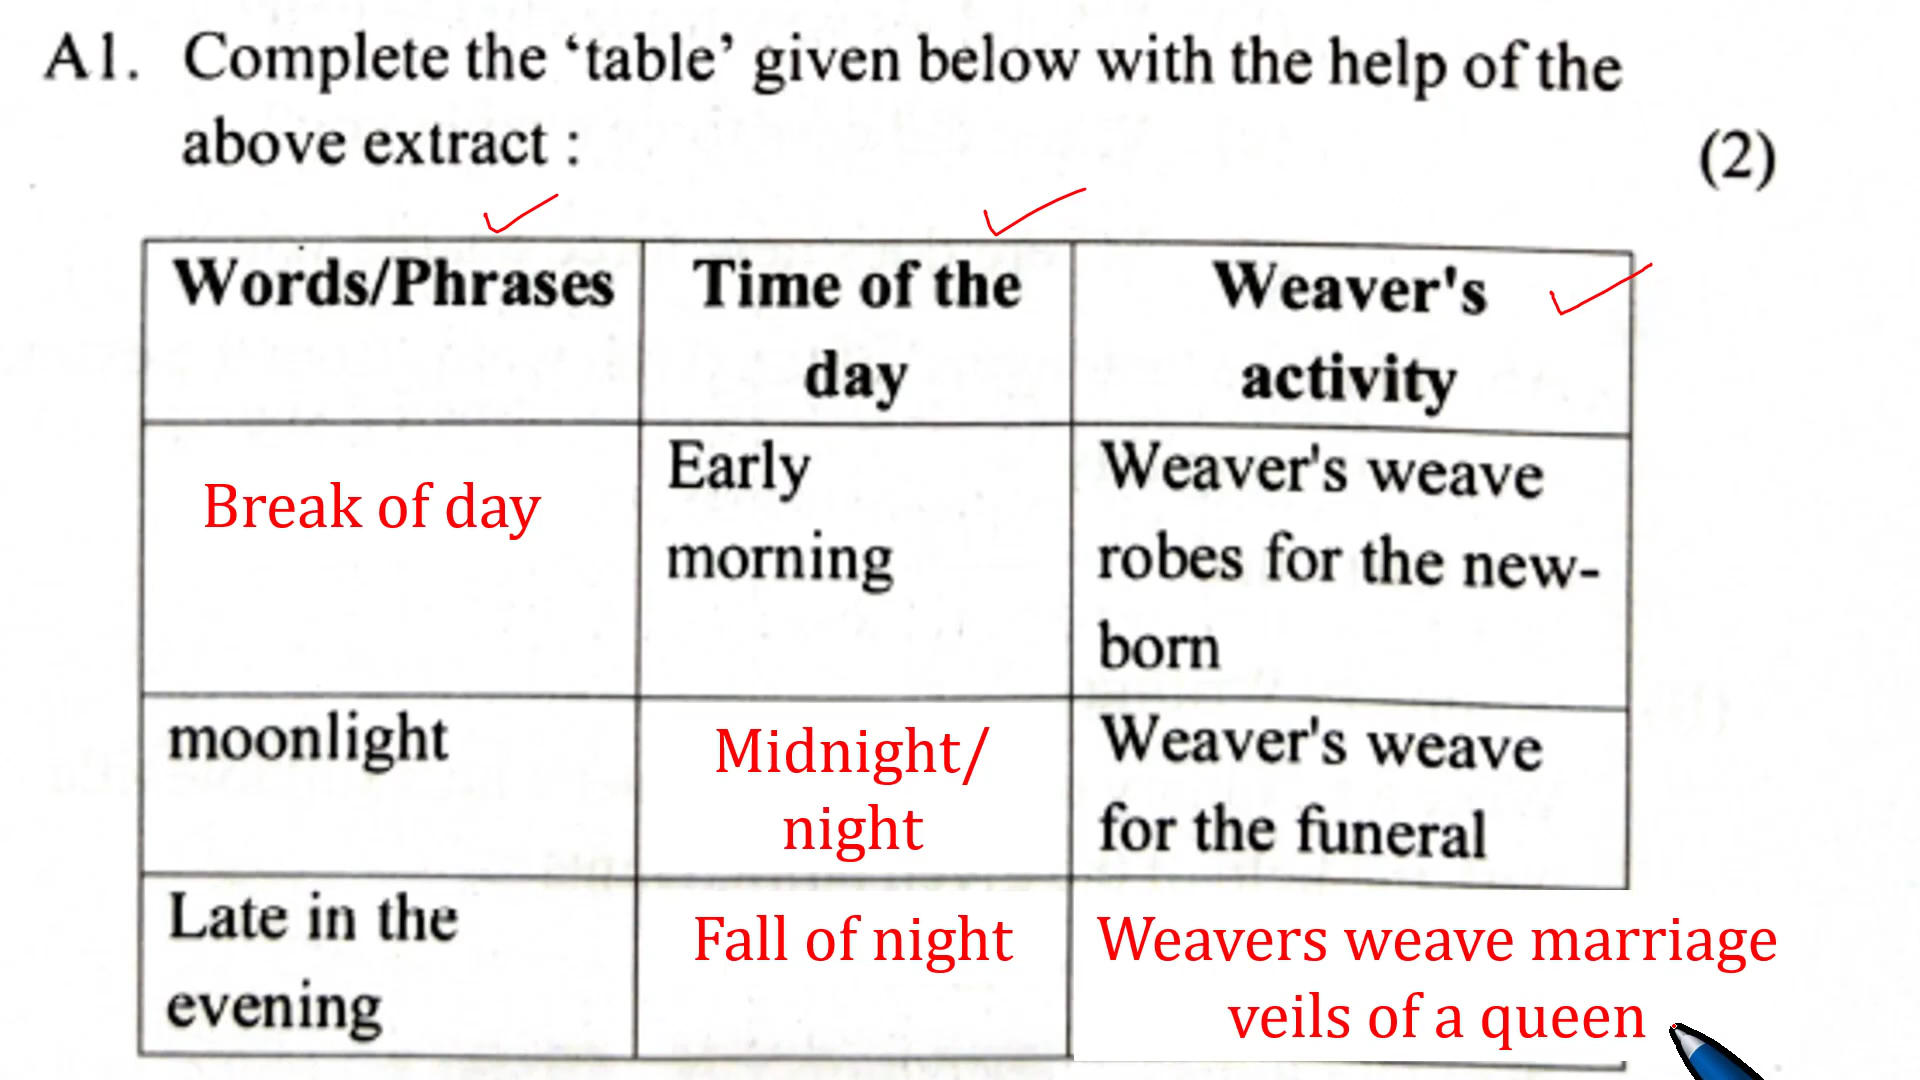 A1. Complete the ‘table’ given below with the help of the
above extract :
(2)
Words/Phrases
Time of the
day
Weaver's
activity
Break of day
Early
morning
Weaver's weave
robes for the new-
born
moonlight
Midnight/
night
Weaver's weave
for the funeral
Late in the
evening
Fall of night
Weavers weave marriage
veils of a queen